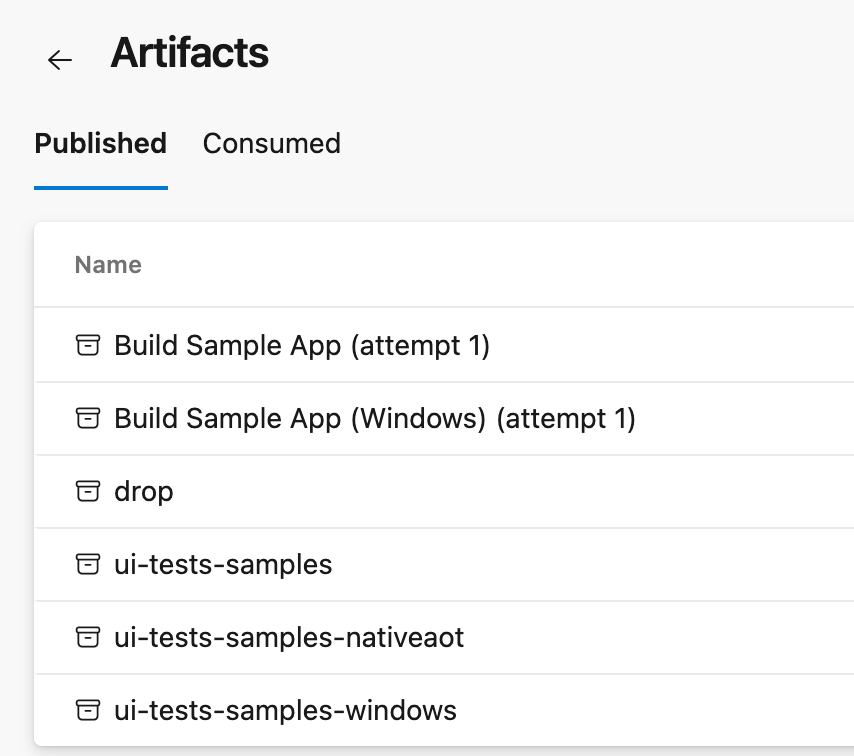 Artifacts
Published Consumed
Name
Build Sample App (attempt 1)
Build Sample App (Windows) (attempt 1)
drop
ui-tests-samples
ui-tests-samples-nativeaot
ui-tests-samples-windows